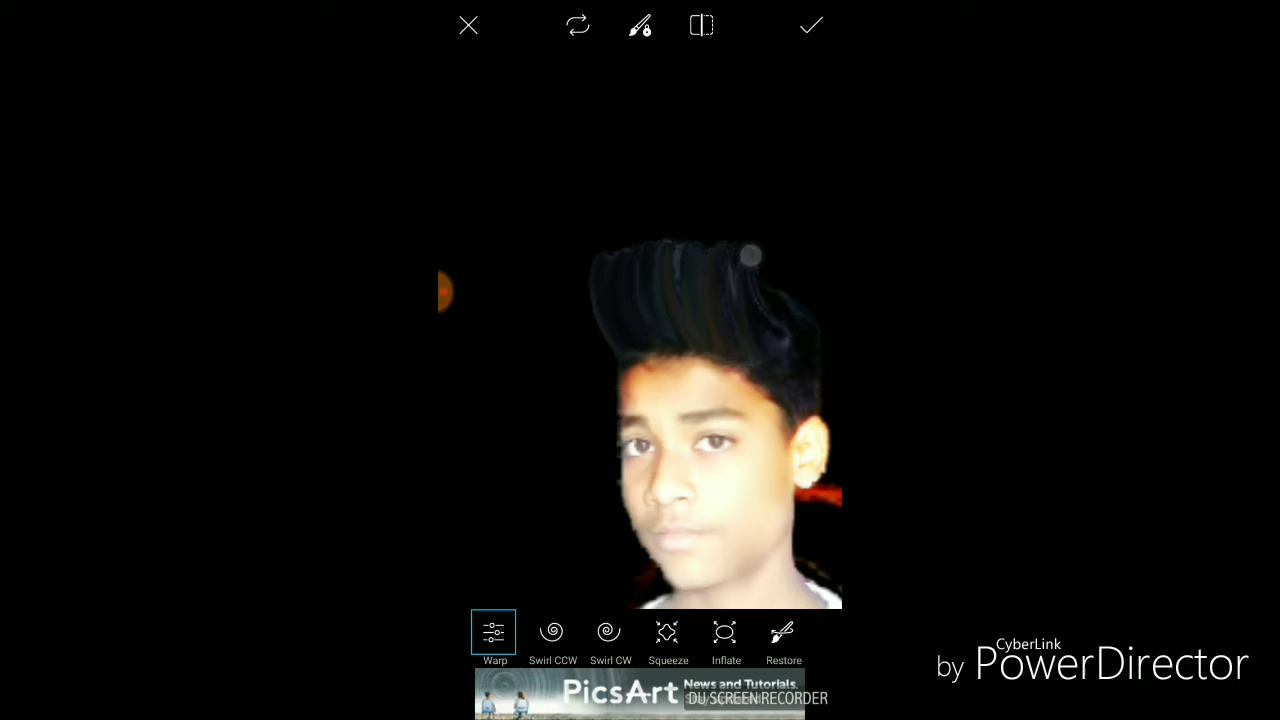 Warp
Swirl CCW
Swirl CW
Squeeze
Inflate
Restore
PicsArt
News and Tutorials.
DU SCREEN RECORDER
CyberLink
by PowerDirector